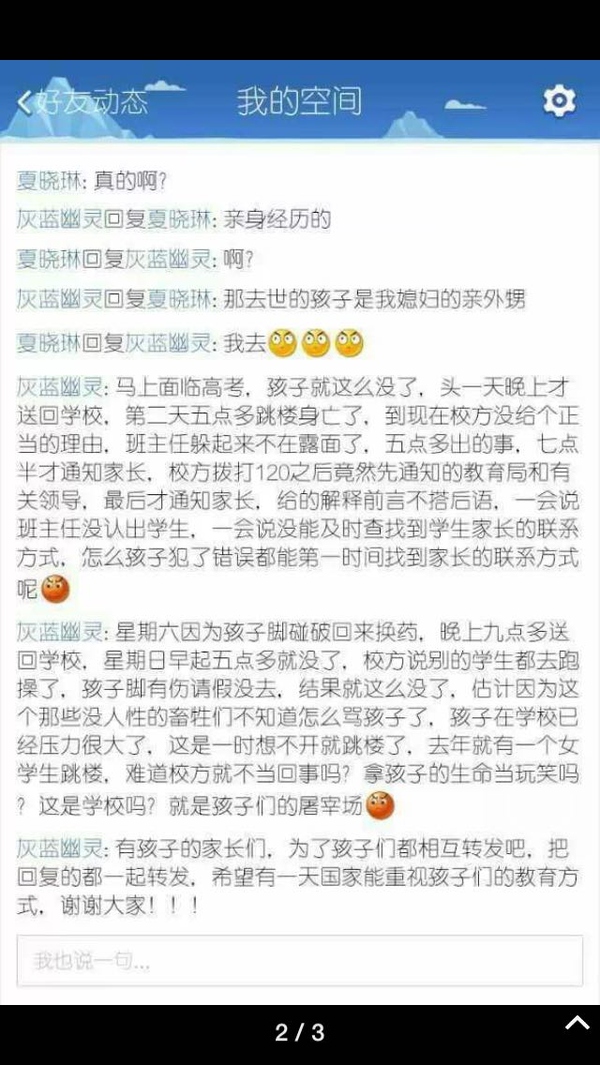 好友动态 我的空间
夏晓琳: 真的啊?
灰蓝幽灵回复夏晓琳: 亲身经历的
夏晓琳回复灰蓝幽灵: 啊?
灰蓝幽灵回复夏晓琳: 那去世的孩子是我媳妇的亲外甥
夏晓琳回复灰蓝幽灵: 我去
灰蓝幽灵: 马上面临高考，孩子就这么没了，头一天晚上才
送回学校，第二天五点多跳楼身亡了，到现在校方没给个正
当的理由，班主任躲起来不在露面了，五点多出的事，七点
半才通知家长，校方拨打120之后竟然先通知的教育局和有
关领导，最后才通知家长，给的解释前言不搭后语，一会说
班主任没认出学生，一会说没能及时查找到学生家长的联系
方式，怎么孩子犯了错误都能第一时间找到家长的联系方式
呢
灰蓝幽灵: 星期六因为孩子脚碰破回来换药，晚上九点多送
回学校，星期日早起五点多就没了，校方说别的学生都去跑
操了，孩子脚有伤请假没去，结果就这么没了，估计因为这
个那些没人性的畜牲们不知道怎么骂孩子了，孩子在学校已
经压力很大了，这是一时想不开就跳楼了，去年就有一个女
学生跳楼，难道校方就不当回事吗？拿孩子的生命当玩笑吗
？这是学校吗？就是孩子们的屠宰场
灰蓝幽灵: 有孩子的家长们，为了孩子们都相互转发吧，把
回复的都一起转发，希望有一天国家能重视孩子们的教育方
式，谢谢大家！！！
我也说一句...
2 / 3